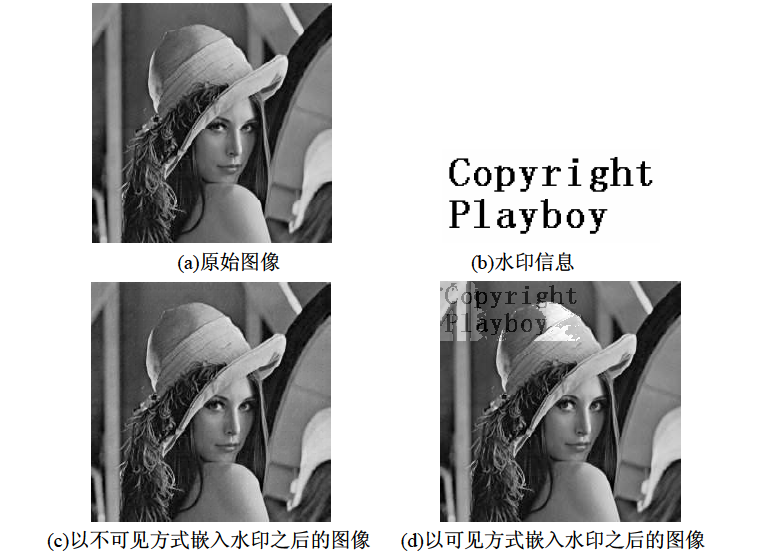 (a)原始图像
Copyright
Playboy
(b)水印信息
Copyright
Playboy
(c)以不可见方式嵌入水印之后的图像
(d)以可见方式嵌入水印之后的图像